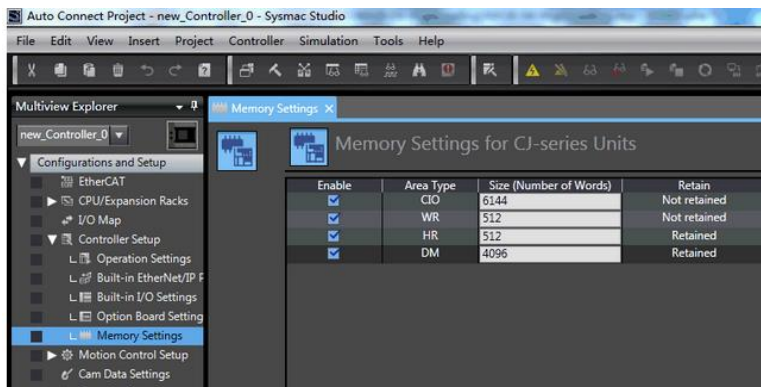 Auto Connect Project - new_Controller_0 - Sysmac Studio
File Edit View Insert Project Controller Simulation Tools Help
Multiview Explorer
Memory Settings
new_Controller_0
Memory Settings for CJ-series Units
Configurations and Setup
EtherCAT
CPU/Expansion Racks
I/O Map
Controller Setup
Operation Settings
Built-in EtherNet/IP P
Built-in I/O Settings
Option Board Setting
Memory Settings
Motion Control Setup
Cam Data Settings
Enable Area Type Size (Number of Words) Retain
CIO 6144 Not retained
WR 512 Not retained
HR 512 Retained
DM 4096 Retained